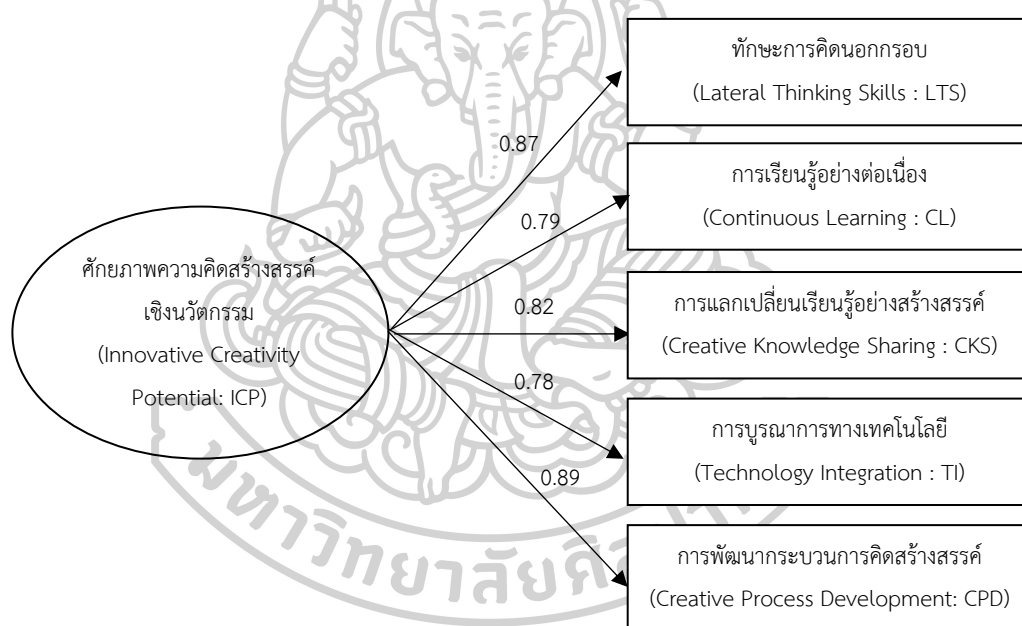 ทักษะการคิดนอกกรอบ
(Lateral Thinking Skills : LTS)
0.87
การเรียนรู้อย่างต่อเนื่อง
(Continuous Learning : CL)
0.79
ศักยภาพความคิดสร้างสรรค์
เชิงนวัตกรรม
(Innovative Creativity
Potential: ICP)
0.82
การแลกเปลี่ยนเรียนรู้อย่างสร้างสรรค์
(Creative Knowledge Sharing : CKS)
0.78
การบูรณาการทางเทคโนโลยี
(Technology Integration : TI)
0.89
การพัฒนากระบวนการคิดสร้างสรรค์
(Creative Process Development: CPD)